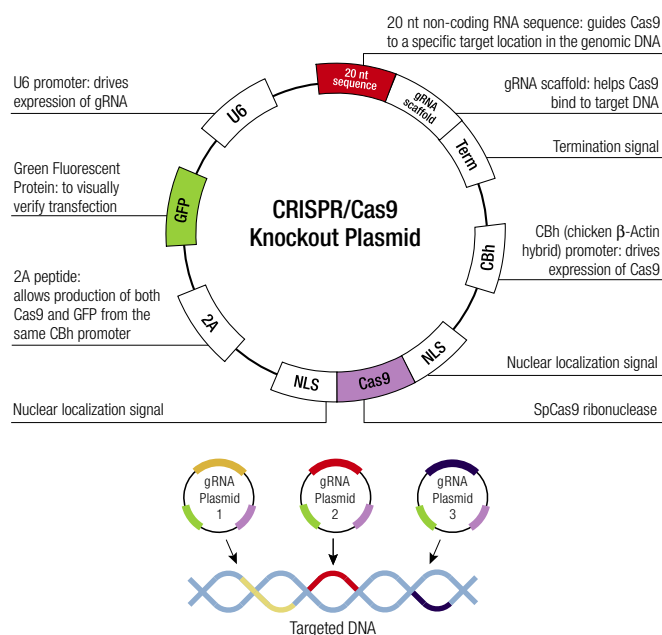 20 nt non-coding RNA sequence: guides Cas9
to a specific target location in the genomic DNA
U6 promoter: drives
expression of gRNA
20 nt
sequence
gRNA
scaffold
gRNA scaffold: helps Cas9
bind to target DNA
U6
Term
Termination signal
Green Fluorescent
Protein: to visually
verify transfection
GFP
CRISPR/Cas9
Knockout Plasmid
CBh
CBh (chicken β-Actin
hybrid) promoter: drives
expression of Cas9
2A peptide:
allows production of both
Cas9 and GFP from the
same CBh promoter
2A
NLS
Cas9
NLS
Nuclear localization signal
Nuclear localization signal
SpCas9 ribonuclease
gRNA
Plasmid
1
gRNA
Plasmid
2
gRNA
Plasmid
3
Targeted DNA